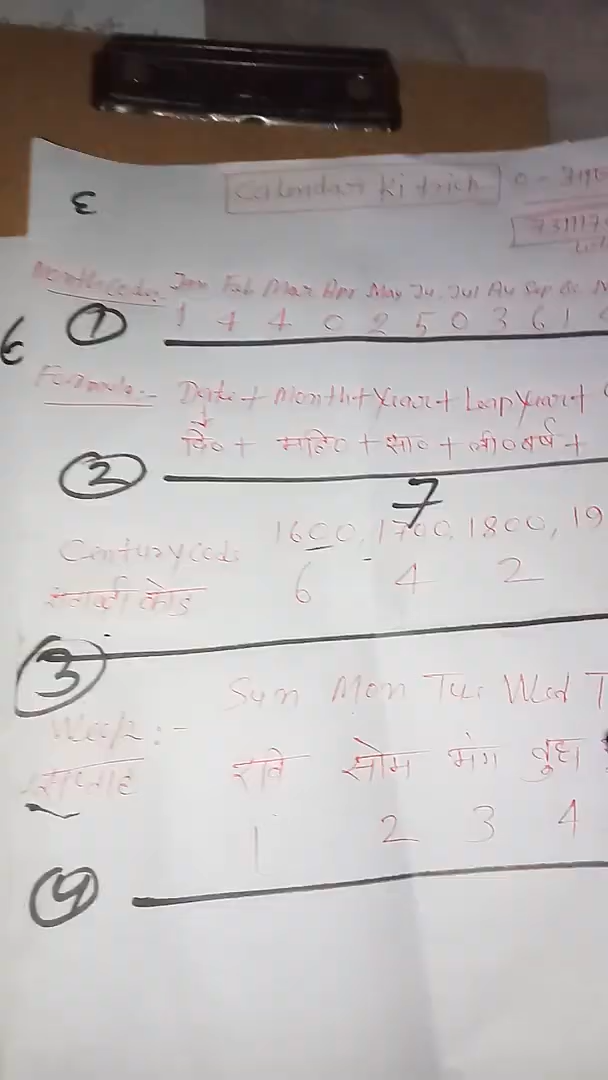 Calendar ki trick
ε
Month Code:- Jan Feb Mar Apr May Ju. Jul Au Sep Oc N
6 ① 1 4 4 0 2 5 0 3 6 1
Formula:- Date + Month + Year + Leap Year +
② दि० + महि० + सा० + ली० वर्ष +
7
Century Code 1600, 1700, 1800, 19
शताब्दी कोड 6 4 2
③
Sun Mon Tue Wed T
Week:-
सप्ताह रवि सोम मंग बुध
1 2 3 4
④